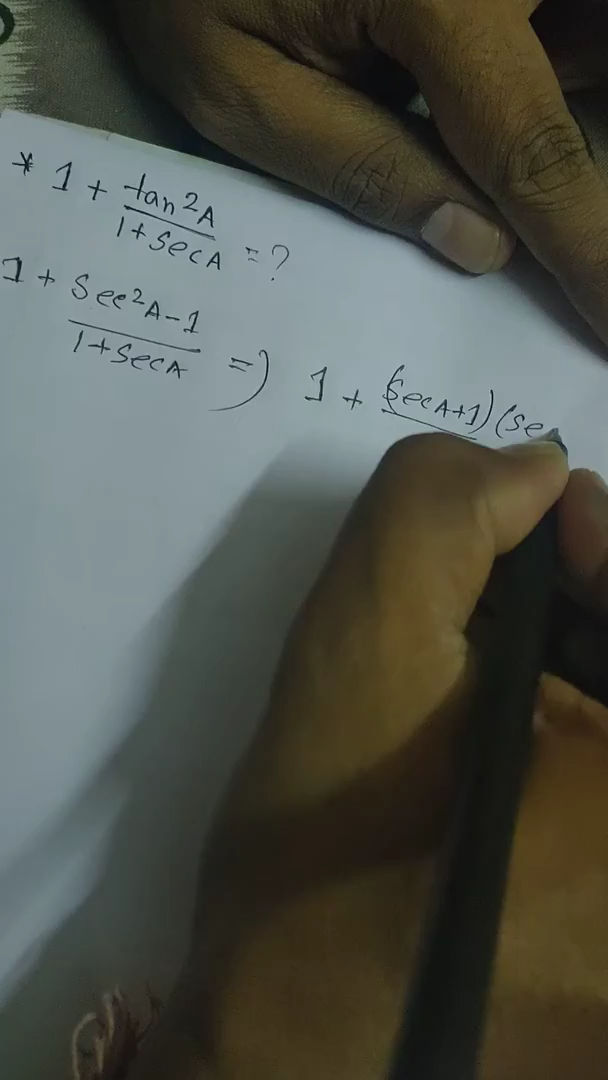 * 1 + tan²A / 1+secA = ?
1 + Sec²A-1 / 1+secA => 1 + (SecA+1)(Se